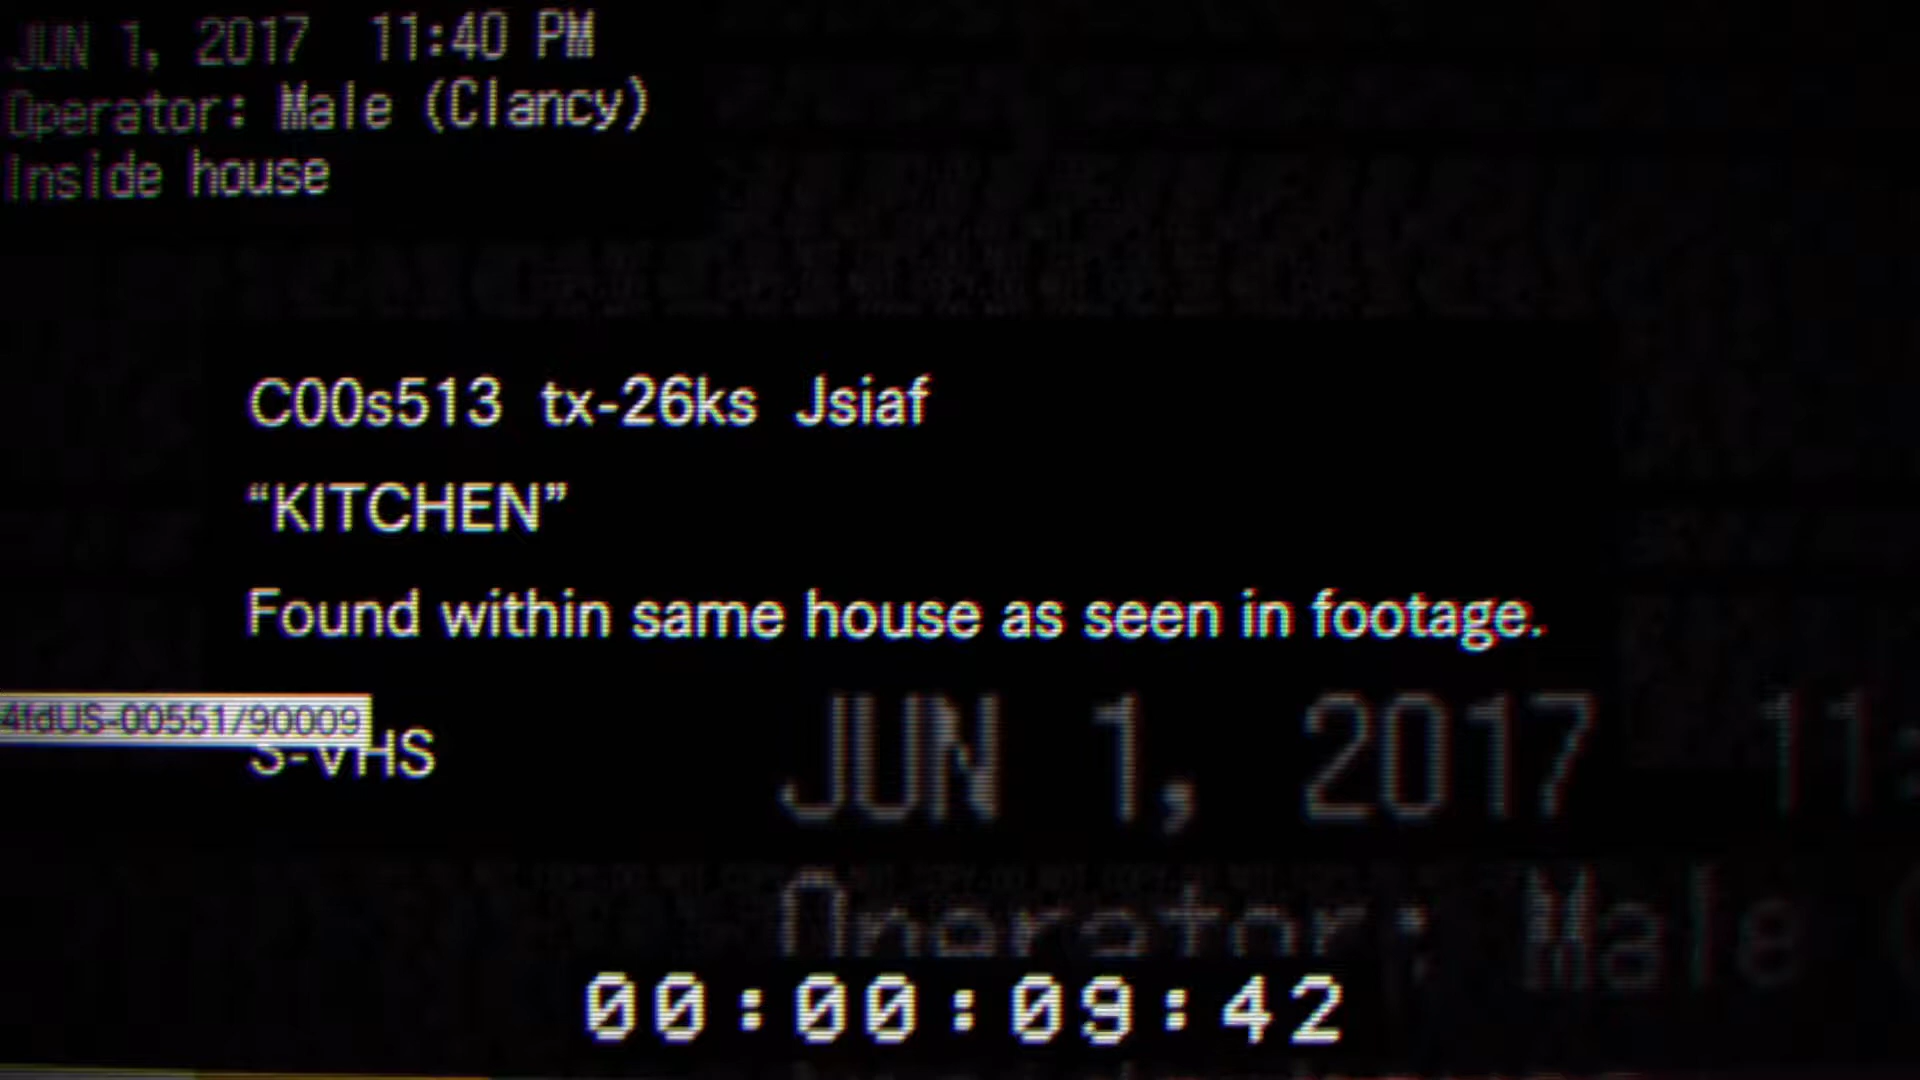 JUN 1, 2017 11:40 PM
Operator: Male (Clancy)
Inside house
C00s513 tx-26ks Jsiaf
“KITCHEN”
Found within same house as seen in footage.
4fdUS-00551/90009
S-VHS
JUN 1, 2017 11:
Operator: Male (
00:00:09:42